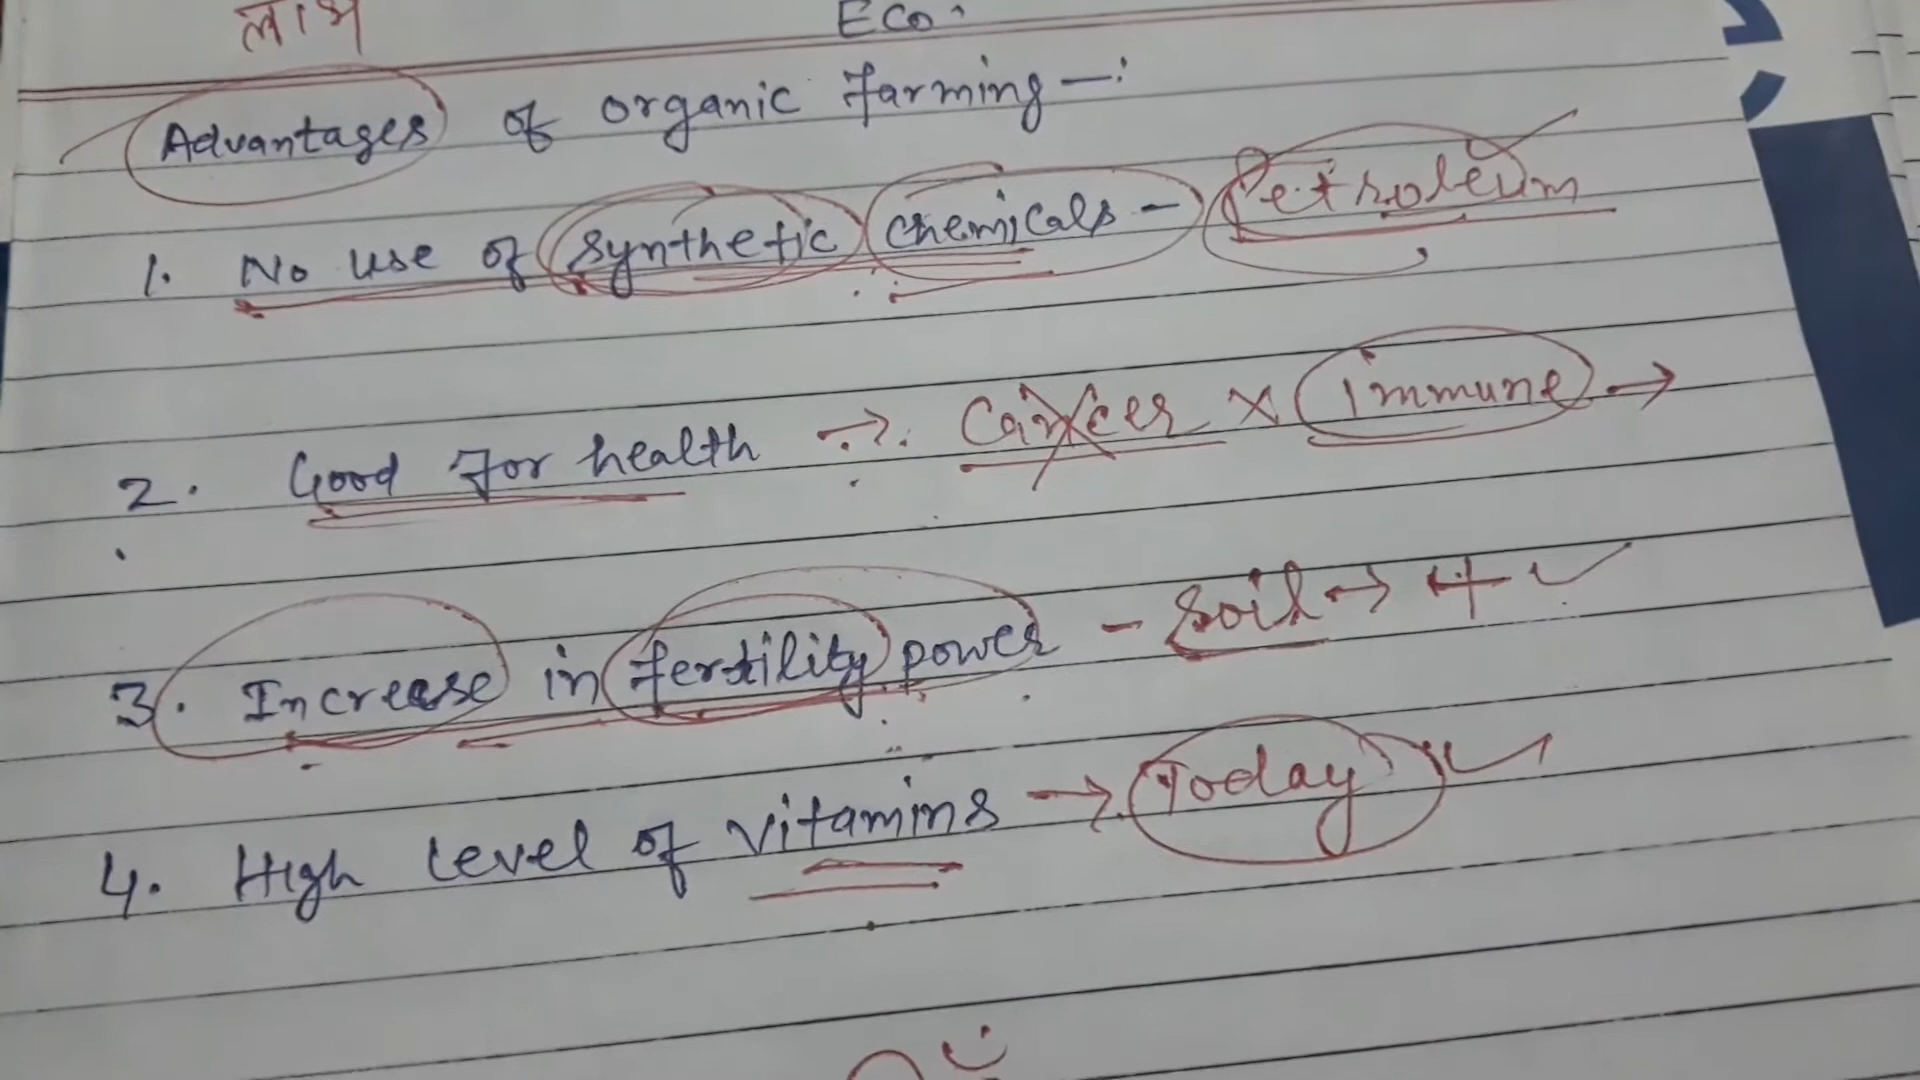 लाभ
Eco.
Advantages of organic farming—:
1. No use of synthetic chemicals - Petroleum
2. Good for health → Cancer × immune →
3. Increase in fertility power - Soil → +
4. High level of vitamins → Today